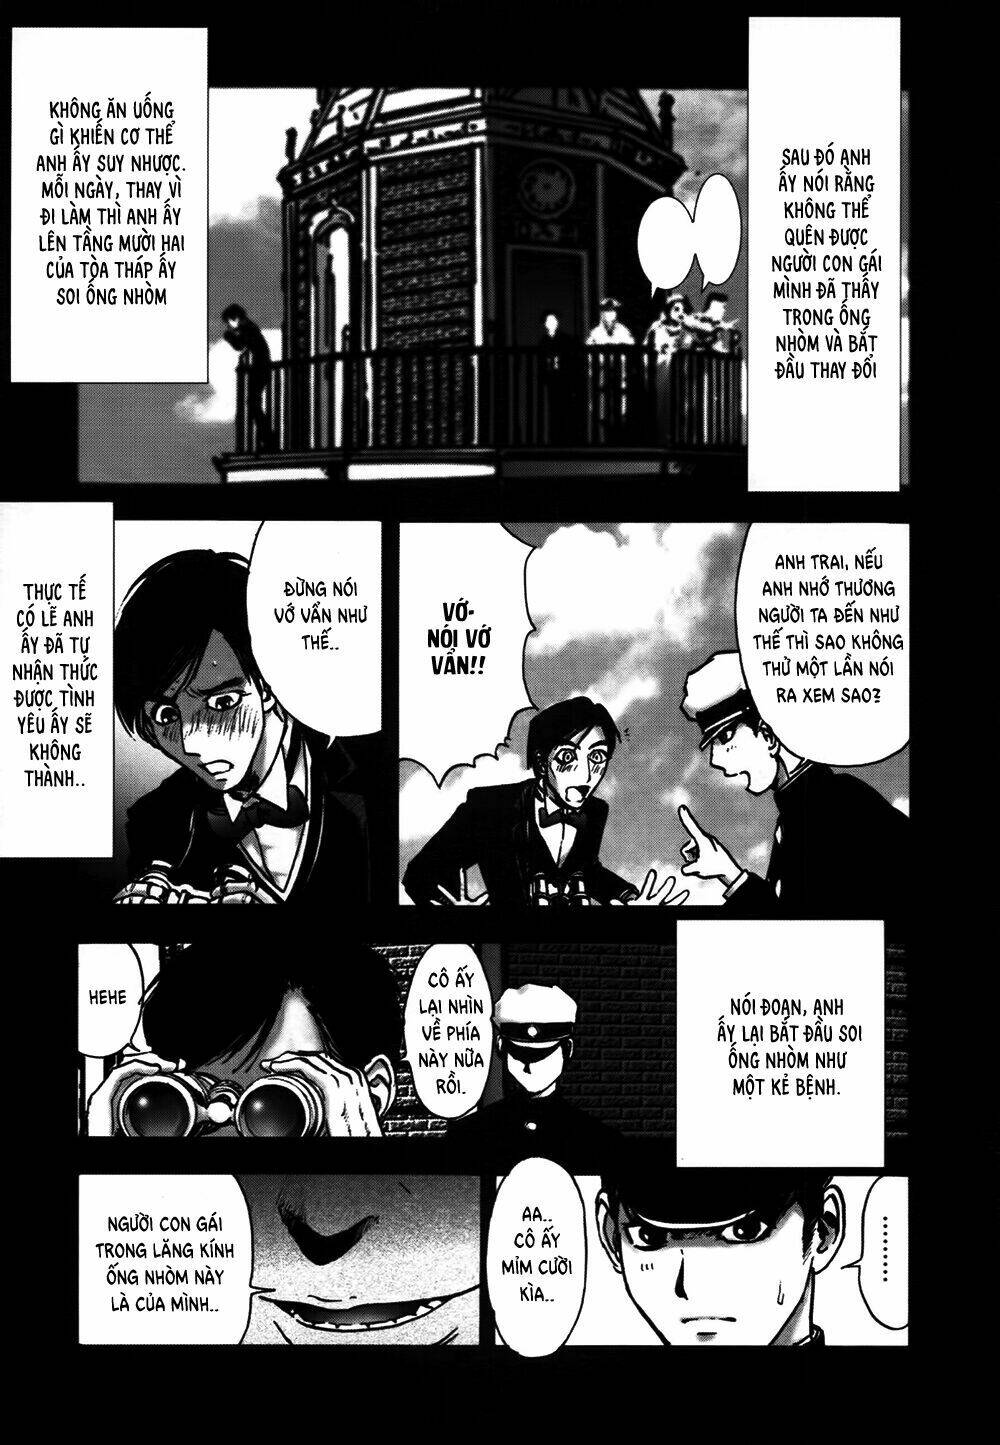 SAU ĐÓ ANH
ẤY NÓI RẰNG
KHÔNG THỂ
QUÊN ĐƯỢC
NGƯỜI CON GÁI
MÌNH ĐÃ THẤY
TRONG ỐNG
NHÒM VÀ BẮT
ĐẦU THAY ĐỔI
KHÔNG ĂN UỐNG
GÌ KHIẾN CƠ THỂ
ANH ẤY SUY NHƯỢC.
MỖI NGÀY, THAY VÌ
ĐI LÀM THÌ ANH ẤY
LÊN TẦNG MƯỜI HAI
CỦA TÒA THÁP ẤY
SOI ỐNG NHÒM
ANH TRAI, NẾU
ANH NHỚ THƯƠNG
NGƯỜI TA ĐẾN NHƯ
THẾ THÌ SAO KHÔNG
THỬ MỘT LẦN NÓI
RA XEM SAO?
VỚ-
NÓI VỚ
VẨN!!
ĐỪNG NÓI
VỚ VẨN NHƯ
THẾ..
THỰC TẾ
CÓ LẼ ANH
ẤY ĐÃ TỰ
NHẬN THỨC
ĐƯỢC TÌNH
YÊU ẤY SẼ
KHÔNG
THÀNH..
NÓI ĐOẠN, ANH
ẤY LẠI BẮT ĐẦU SOI
ỐNG NHÒM NHƯ
MỘT KẺ BỆNH.
CÔ ẤY
LẠI NHÌN
VỀ PHÍA
NÀY NỮA
RỒI.
HEHE
.........
AA..
CÔ ẤY
MỈM CƯỜI
KÌA..
NGƯỜI CON GÁI
TRONG LĂNG KÍNH
ỐNG NHÒM NÀY
LÀ CỦA MÌNH..